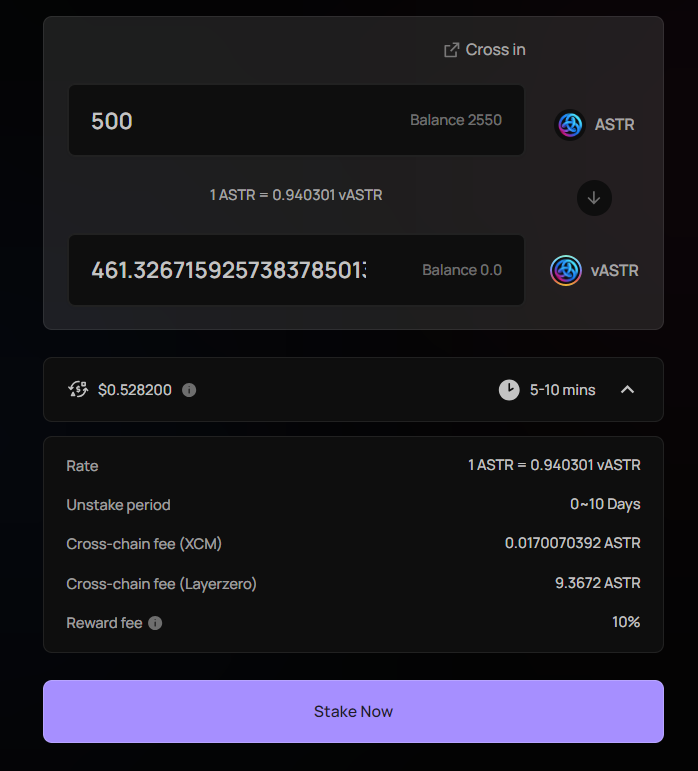 Cross in
500 Balance 2550 ASTR
1 ASTR = 0.940301 vASTR
461.326715925738378501 Balance 0.0 vASTR
$0.528200 5-10 mins
Rate 1 ASTR = 0.940301 vASTR
Unstake period 0~10 Days
Cross-chain fee (XCM) 0.0170070392 ASTR
Cross-chain fee (Layerzero) 9.3672 ASTR
Reward fee 10%
Stake Now